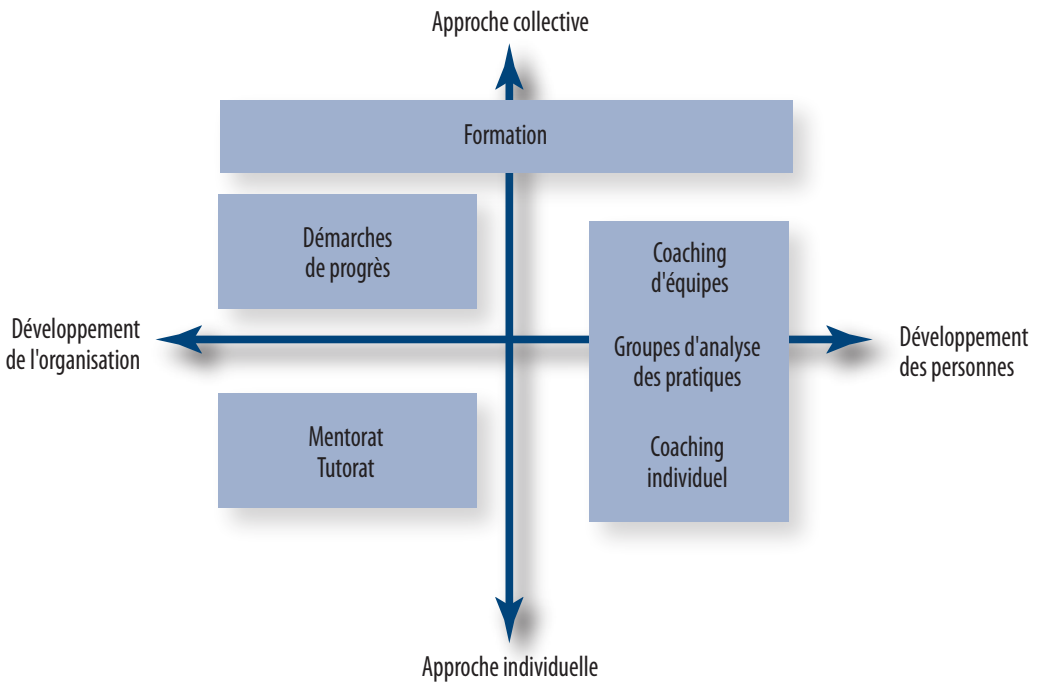 Approche collective
Formation
Démarches
de progrès
Coaching
d'équipes
Développement
de l'organisation
Groupes d'analyse
des pratiques
Développement
des personnes
Mentorat
Tutorat
Coaching
individuel
Approche individuelle